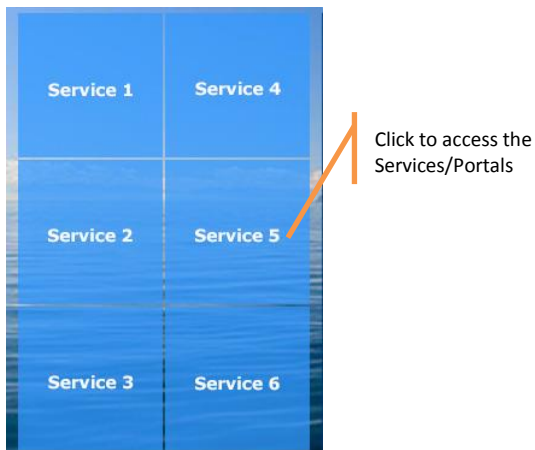 Service 1
Service 4
Click to access the
Services/Portals
Service 2
Service 5
Service 3
Service 6